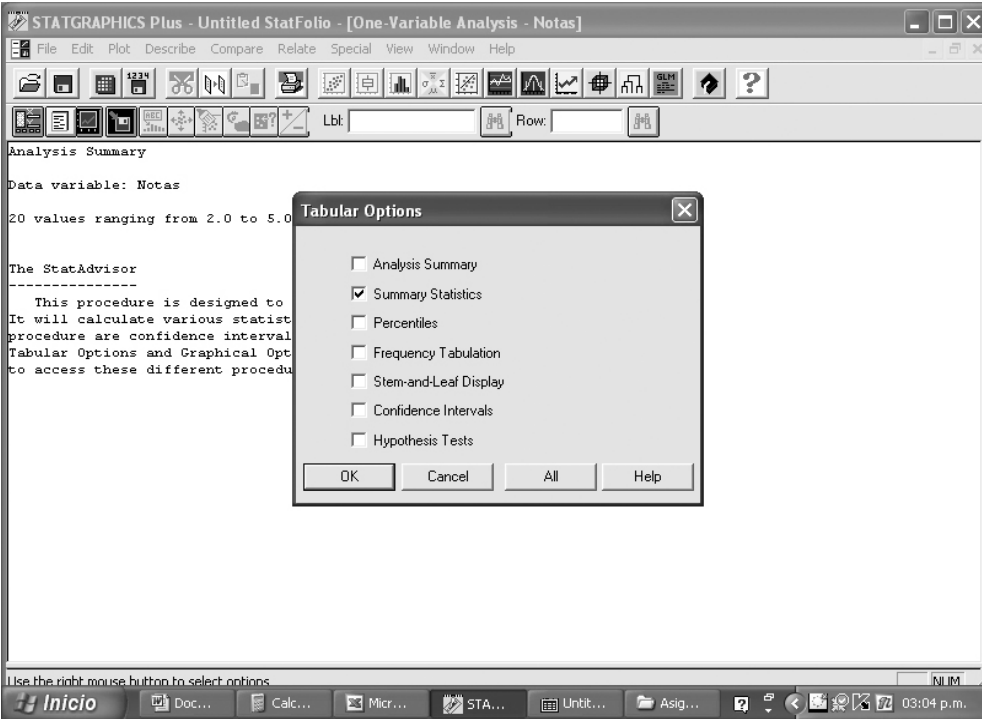 STATGRAPHICS Plus - Untitled StatFolio - [One-Variable Analysis - Notas]
File Edit Plot Describe Compare Relate Special View Window Help
1234
GLM
ABC
Lbl:
Row:
Analysis Summary
Data variable: Notas
20 values ranging from 2.0 to 5.0
The StatAdvisor
---------------
This procedure is designed to
It will calculate various statist
procedure are confidence interval
Tabular Options and Graphical Opt
to access these different procedu
Tabular Options
Analysis Summary
Summary Statistics
Percentiles
Frequency Tabulation
Stem-and-Leaf Display
Confidence Intervals
Hypothesis Tests
OK Cancel All Help
Use the right mouse button to select options
NUM
Inicio Doc... Calc... Micr... STA... Untit... Asig... 03:04 p.m.